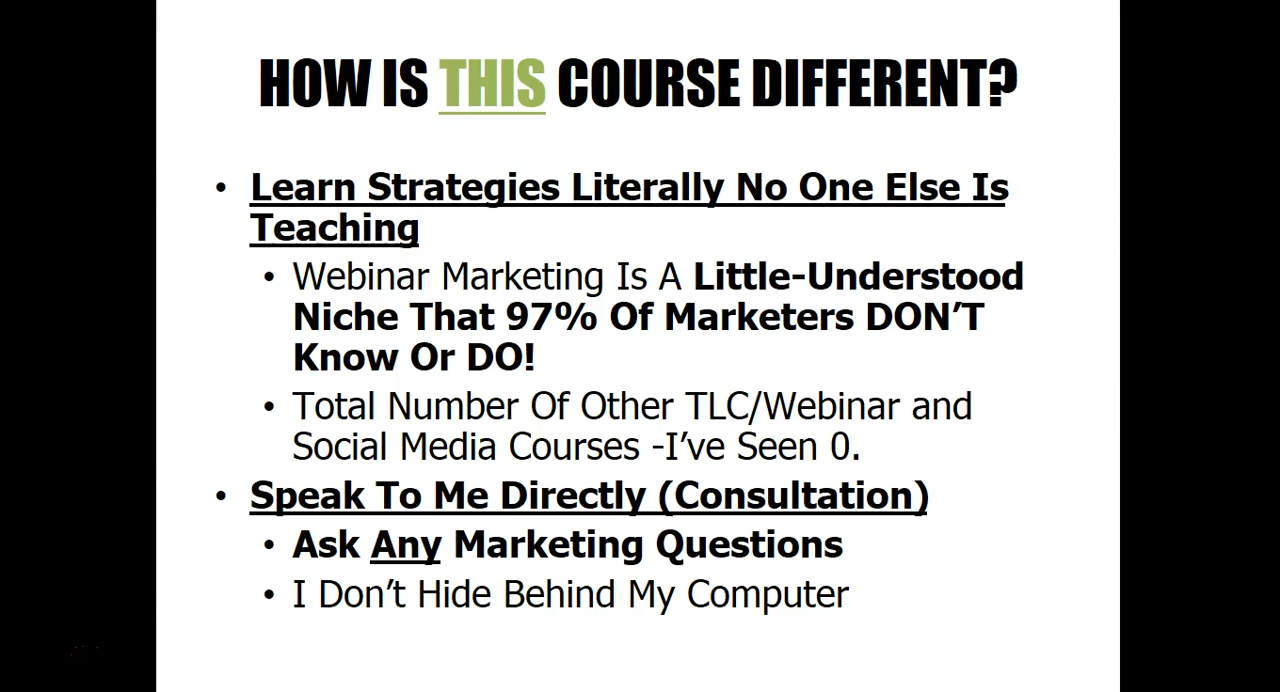 HOW IS THIS COURSE DIFFERENT?
• Learn Strategies Literally No One Else Is
Teaching
• Webinar Marketing Is A Little-Understood
Niche That 97% Of Marketers DON’T
Know Or DO!
• Total Number Of Other TLC/Webinar and
Social Media Courses -I’ve Seen 0.
• Speak To Me Directly (Consultation)
• Ask Any Marketing Questions
• I Don’t Hide Behind My Computer